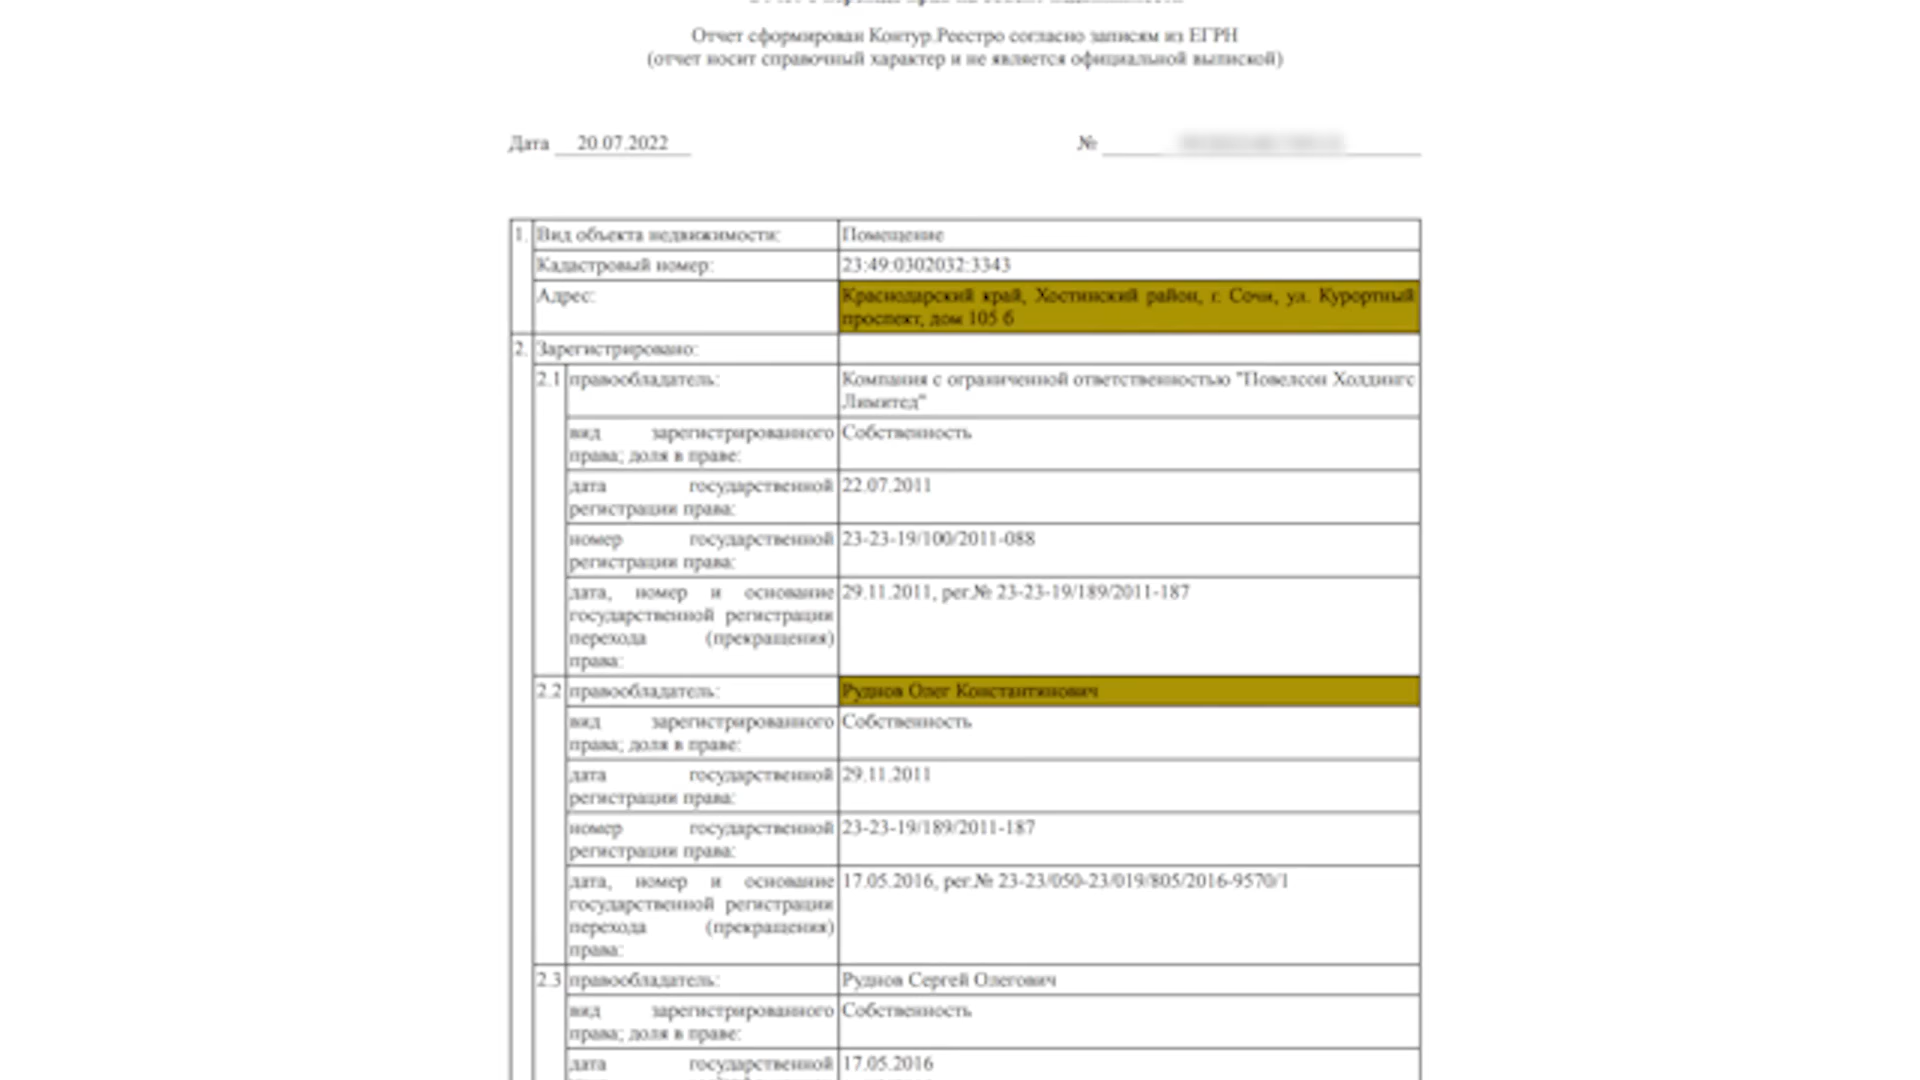 Отчет сформирован Контур.Реестро согласно записям из ЕГРН
(отчет носит справочный характер и не является официальной выпиской)
Дата 20.07.2022 №
1. Вид объекта недвижимости: Помещение
Кадастровый номер: 23:49:0302032:3343
Адрес: Краснодарский край, Хостинский район, г. Сочи, ул. Курортный
проспект, дом 105 б
2. Зарегистрировано:
2.1 правообладатель: Компания с ограниченной ответственностью "Повелсон Холдингс
Лимитед"
вид зарегистрированного Собственность
права; доля в праве:
дата государственной 22.07.2011
регистрации права:
номер государственной 23-23-19/100/2011-088
регистрации права:
дата, номер и основание 29.11.2011, рег.№ 23-23-19/189/2011-187
государственной регистрации
перехода (прекращения)
права:
2.2 правообладатель: Руднов Олег Константинович
вид зарегистрированного Собственность
права; доля в праве:
дата государственной 29.11.2011
регистрации права:
номер государственной 23-23-19/189/2011-187
регистрации права:
дата, номер и основание 17.05.2016, рег.№ 23-23/050-23/019/805/2016-9570/1
государственной регистрации
перехода (прекращения)
права:
2.3 правообладатель: Руднов Сергей Олегович
вид зарегистрированного Собственность
права; доля в праве:
дата государственной 17.05.2016